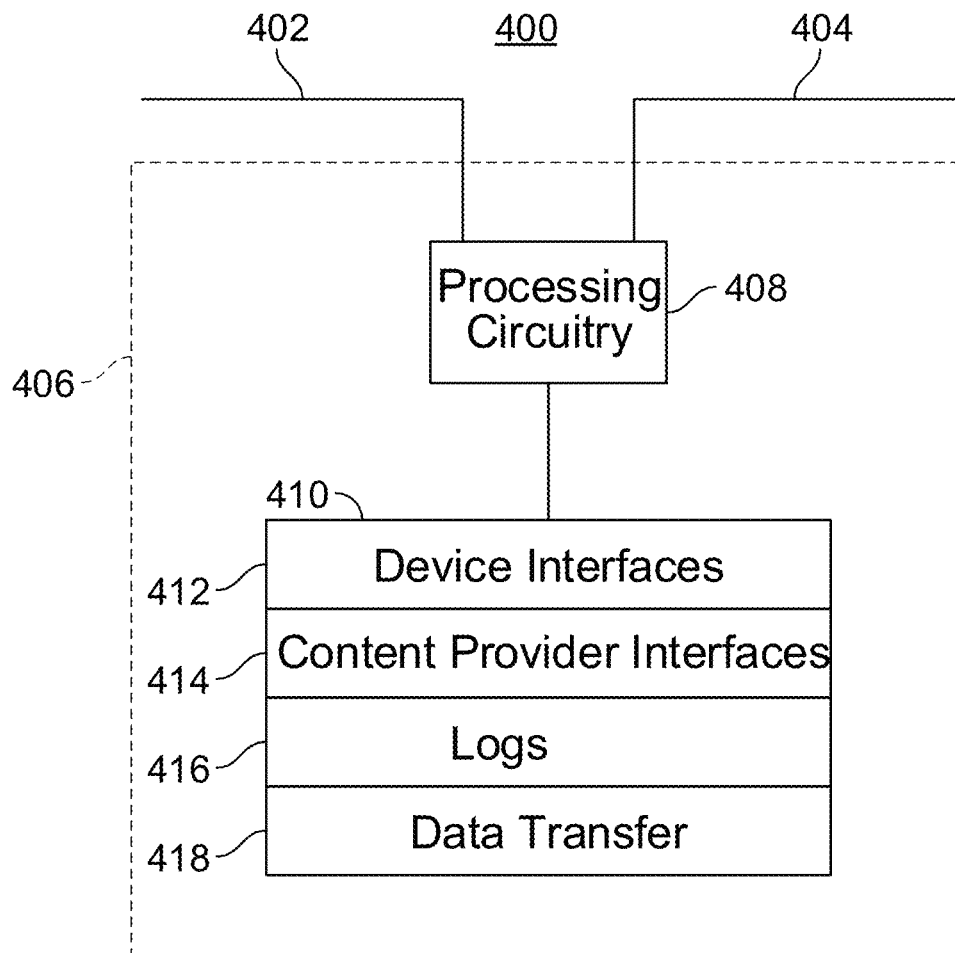 402 400 404
Processing
Circuitry
408
406
410
Device Interfaces
412
Content Provider Interfaces
414
Logs
416
Data Transfer
418